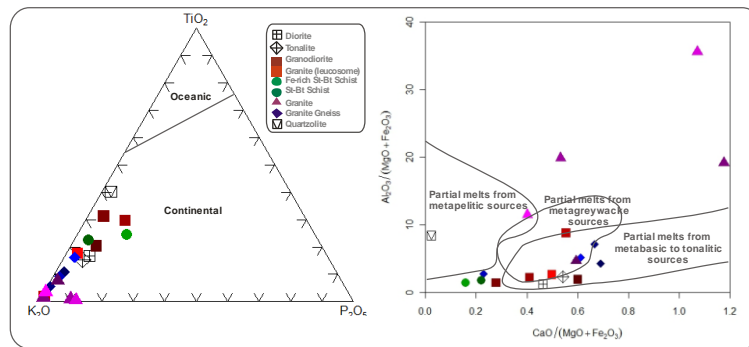 TiO2
Oceanic
Continental
K2O
P2O5
Diorite
Tonalite
Granodiorite
Granite (leucosome)
Fe-rich St-Bt Schist
St-Bt Schist
Granite
Granite Gneiss
Quartzolite
Al2O3/(MgO+Fe2O3)
40
30
20
10
0
Partial melts from
metapelitic sources
Partial melts from
metagreywacke
sources
Partial melts from
metabasic to tonalitic
sources
0.0 0.2 0.4 0.6 0.8 1.0 1.2
CaO/(MgO+Fe2O3)